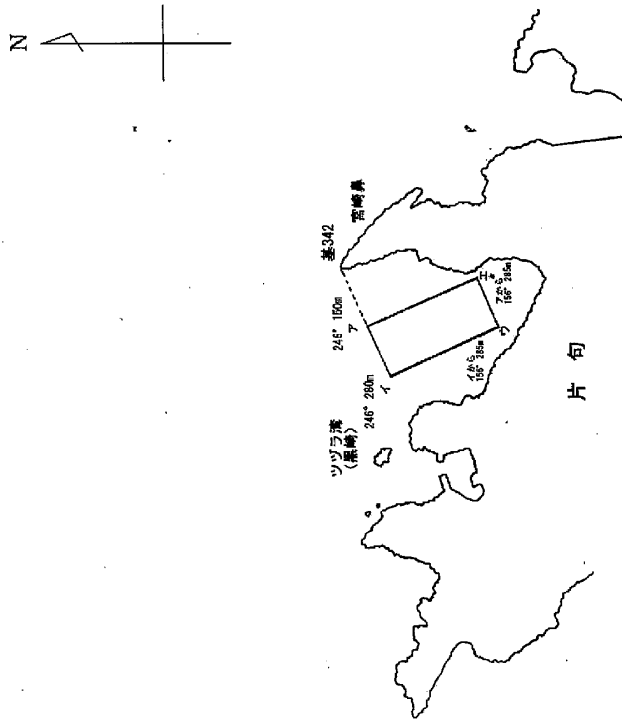 N
基342
宮崎鼻
246° 150m
ア
246° 280m
イ
ツヅラ湾
(黒崎)
エ
アから
156° 285m
ウ
イから
156° 285m
片句